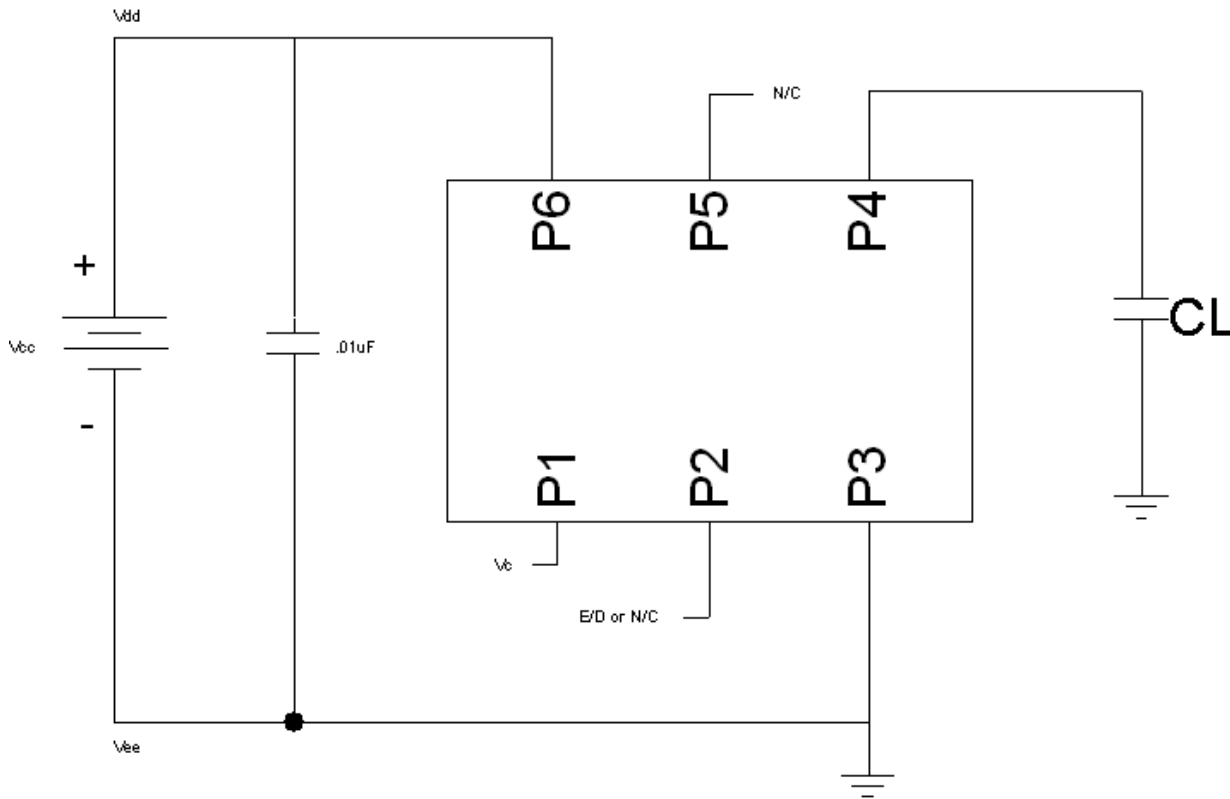 Vdd
N/C
P6
P5
P4
+
Vcc
.01uF
CL
-
P1
P2
P3
Vc
E/D or N/C
Vee